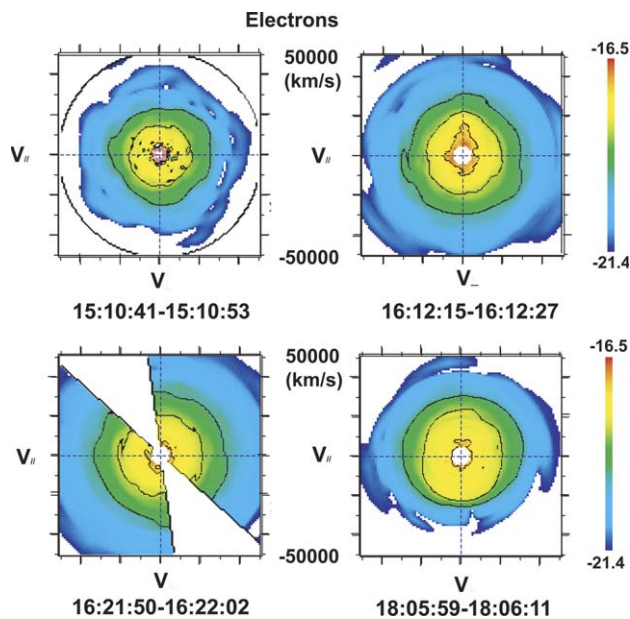 Electrons
50000
(km/s)
-16.5
V//
V//
-50000
-21.4
V
V_
15:10:41-15:10:53
16:12:15-16:12:27
50000
(km/s)
-16.5
V//
V//
-50000
-21.4
V
V
16:21:50-16:22:02
18:05:59-18:06:11